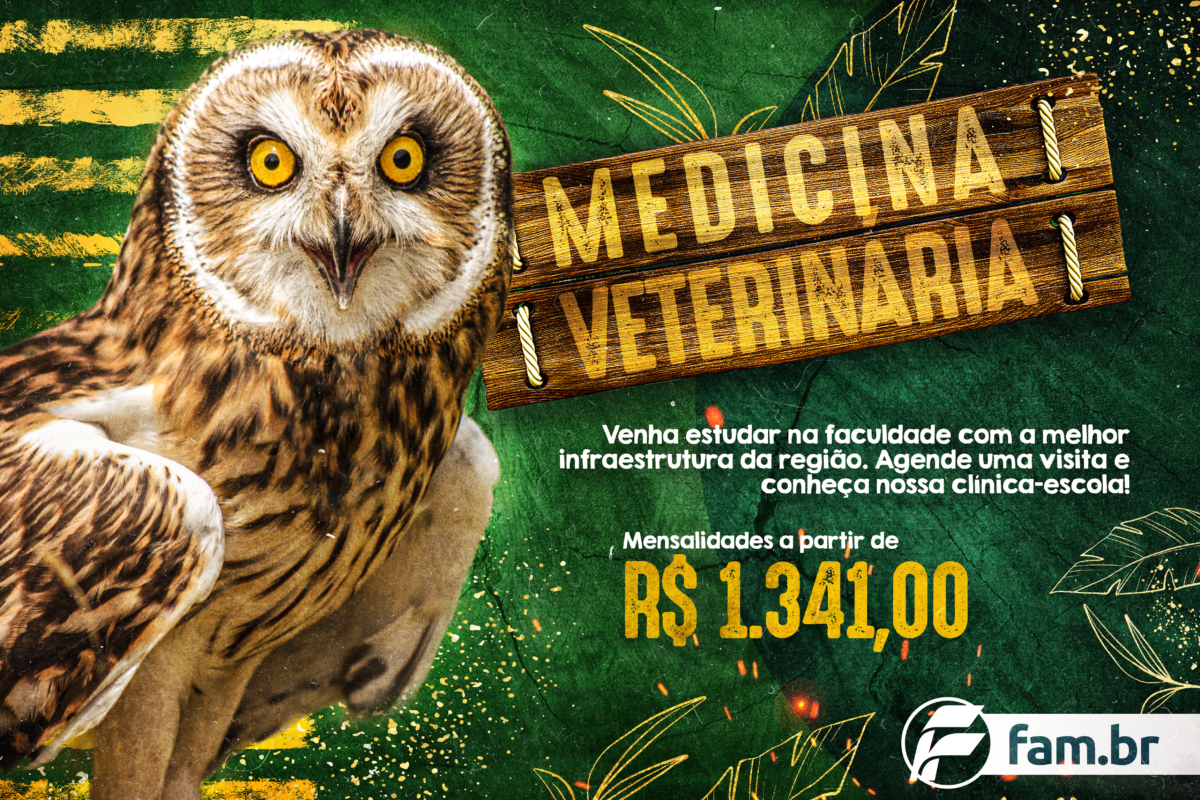 MEDICINA
VETERINÁRIA
Venha estudar na faculdade com a melhor
infraestrutura da região. Agende uma visita e
conheça nossa clínica-escola!
Mensalidades a partir de
R$ 1.341,00
fam.br